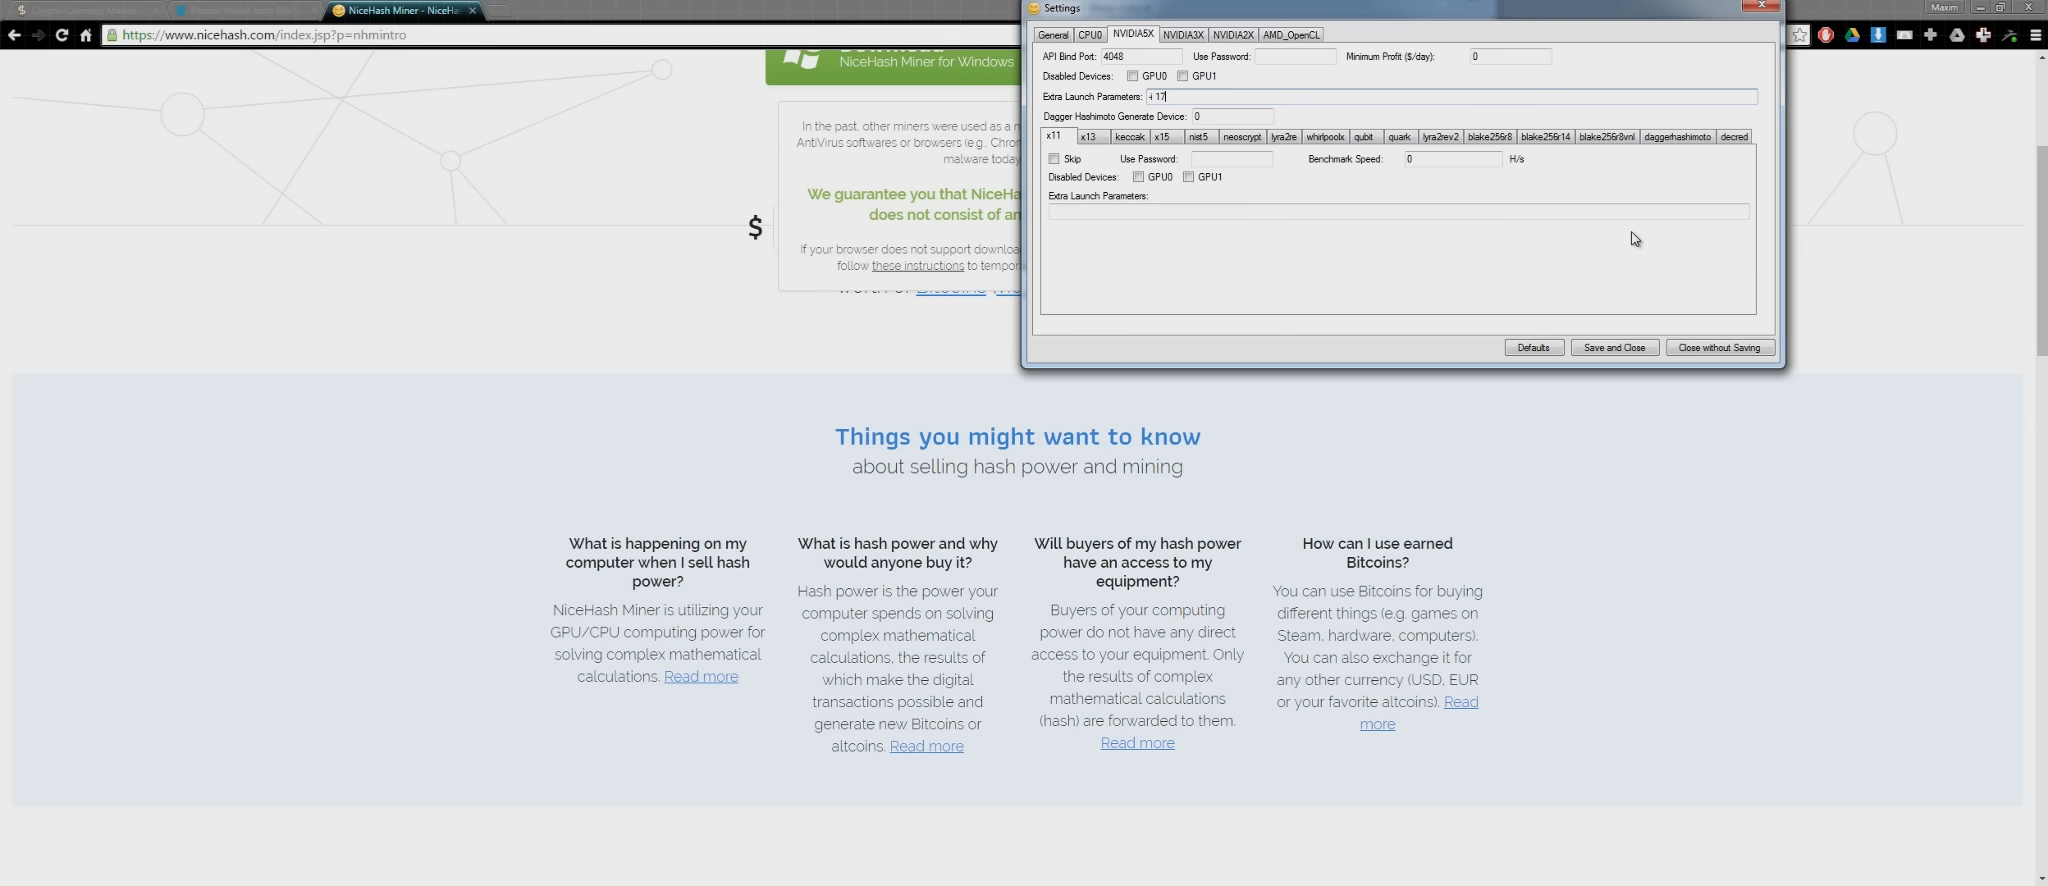 $ Crypto-Currency Market
Bitcoin Wallet from Bloc
NiceHash Miner - NiceHa
Maxim
https://www.nicehash.com/index.jsp?p=nhmintro
Download
NiceHash Miner for Windows
In the past, other miners were used as a m
AntiVirus softwares or browsers (e.g., Chron
malware today
We guarantee you that NiceHa
does not consist of an
$
If your browser does not support downloa
follow these instructions to tempor
worth of Bitcoins
Settings
General CPU0 NVIDIA5X NVIDIA3X NVIDIA2X AMD_OpenCL
API Bind Port: 4048 Use Password: Minimum Profit ($/day): 0
Disabled Devices: GPU0 GPU1
Extra Launch Parameters: -i 17
Dagger Hashimoto Generate Device: 0
x11 x13 keccak x15 nist5 neoscrypt lyra2re whirlpoolx qubit quark lyra2rev2 blake256r8 blake256r14 blake256r8vnl daggerhashimoto decred
Skip Use Password: Benchmark Speed: 0 H/s
Disabled Devices: GPU0 GPU1
Extra Launch Parameters:
Defaults Save and Close Close without Saving
Things you might want to know
about selling hash power and mining
What is happening on my
computer when I sell hash
power?
NiceHash Miner is utilizing your
GPU/CPU computing power for
solving complex mathematical
calculations. Read more
What is hash power and why
would anyone buy it?
Hash power is the power your
computer spends on solving
complex mathematical
calculations, the results of
which make the digital
transactions possible and
generate new Bitcoins or
altcoins. Read more
Will buyers of my hash power
have an access to my
equipment?
Buyers of your computing
power do not have any direct
access to your equipment. Only
the results of complex
mathematical calculations
(hash) are forwarded to them.
Read more
How can I use earned
Bitcoins?
You can use Bitcoins for buying
different things (e.g. games on
Steam, hardware, computers).
You can also exchange it for
any other currency (USD, EUR
or your favorite altcoins). Read
more